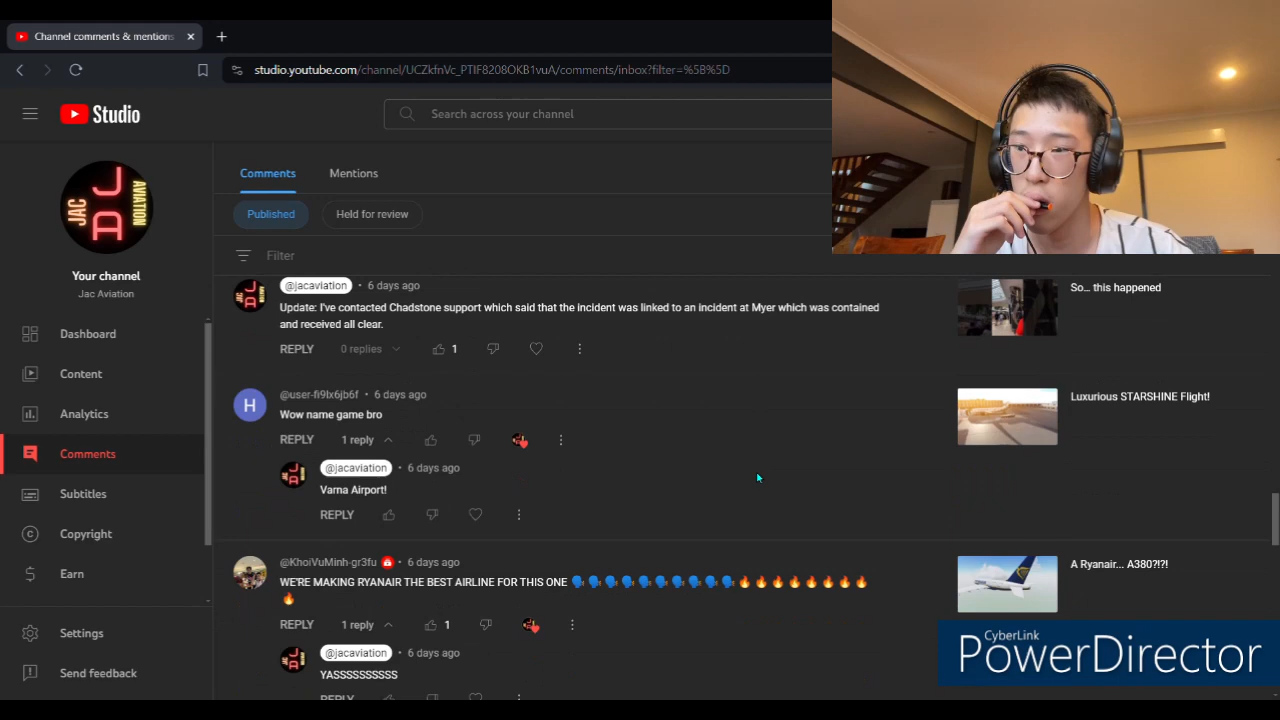 Channel comments & mentions
studio.youtube.com/channel/UCZkfnVc_PTIF8208OKB1vuA/comments/inbox?filter=%5B%5D
Studio
Search across your channel
JAC
JA
AVIATION
Your channel
Jac Aviation
Dashboard
Content
Analytics
Comments
Subtitles
Copyright
Earn
Settings
Send feedback
Comments
Mentions
Published
Held for review
Filter
@jacaviation • 6 days ago
Update: I've contacted Chadstone support which said that the incident was linked to an incident at Myer which was contained
and received all clear.
REPLY 0 replies 1
So... this happened
@user-fi9lx6jb6f • 6 days ago
Wow name game bro
REPLY 1 reply
Luxurious STARSHINE Flight!
@jacaviation • 6 days ago
Varna Airport!
REPLY
@KhoiVuMinh-gr3fu • 6 days ago
WE'RE MAKING RYANAIR THE BEST AIRLINE FOR THIS ONE 🗣🗣🗣🗣🗣🗣🗣🗣🗣🗣🔥🔥🔥🔥🔥🔥🔥🔥
🔥
REPLY 1 reply 1
A Ryanair... A380?!?!
@jacaviation • 6 days ago
YASSSSSSSSSS
REPLY
CyberLink
PowerDirector